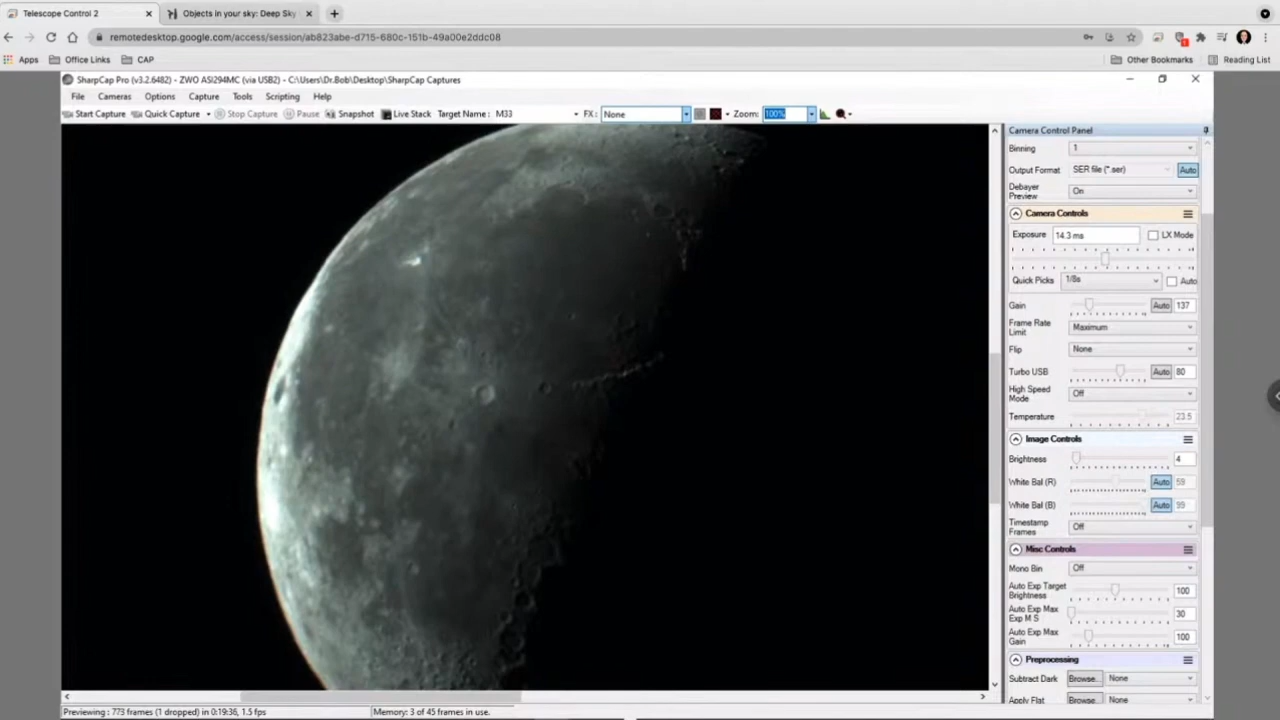 Telescope Control 2
Objects in your sky: Deep Sky
remotedesktop.google.com/access/session/ab823abe-d715-680c-151b-49a00e2ddc08
Apps Office Links CAP Other Bookmarks Reading List
SharpCap Pro (v3.2.6482) - ZWO ASI294MC (via USB2) - C:\Users\Dr.Bob\Desktop\SharpCap Captures
File Cameras Options Capture Tools Scripting Help
Start Capture Quick Capture Stop Capture Pause Snapshot Live Stack Target Name : M33 FX: None Zoom: 100%
Camera Control Panel
Binning 1
Output Format SER file (*.ser) Auto
Debayer Preview On
Camera Controls
Exposure 14.3 ms LX Mode
Quick Picks 1/8s Auto
Gain Auto 137
Frame Rate Limit Maximum
Flip None
Turbo USB Auto 80
High Speed Mode Off
Temperature 23.5
Image Controls
Brightness 4
White Bal (R) Auto 59
White Bal (B) Auto 99
Timestamp Frames Off
Misc Controls
Mono Bin Off
Auto Exp Target Brightness 100
Auto Exp Max Exp M S 30
Auto Exp Max Gain 100
Preprocessing
Subtract Dark Browse... None
Apply Flat Browse... None
Previewing : 773 frames (1 dropped) in 0:19:36, 1.5 fps Memory: 3 of 45 frames in use.